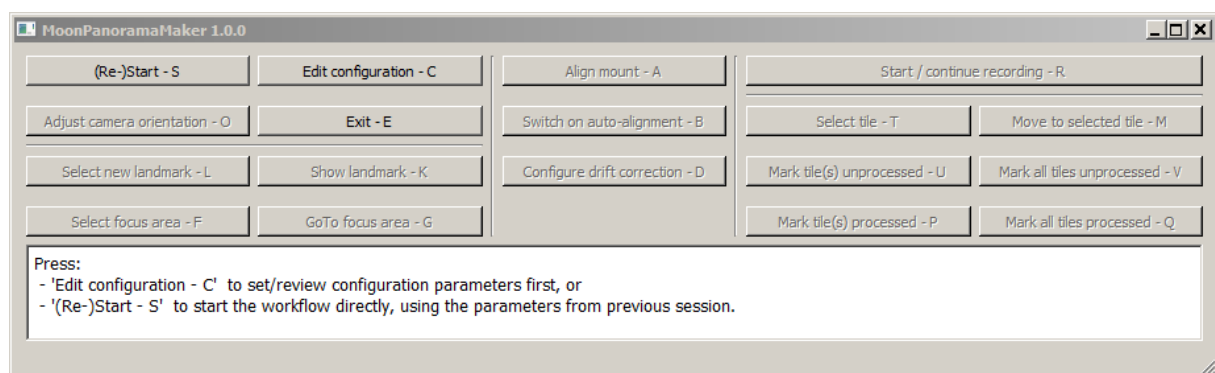 MoonPanoramaMaker 1.0.0
(Re-)Start - S
Edit configuration - C
Align mount - A
Start / continue recording - R
Adjust camera orientation - O
Exit - E
Switch on auto-alignment - B
Select tile - T
Move to selected tile - M
Select new landmark - L
Show landmark - K
Configure drift correction - D
Mark tile(s) unprocessed - U
Mark all tiles unprocessed - V
Select focus area - F
GoTo focus area - G
Mark tile(s) processed - P
Mark all tiles processed - Q
Press:
- 'Edit configuration - C'  to set/review configuration parameters first, or
- '(Re-)Start - S'  to start the workflow directly, using the parameters from previous session.